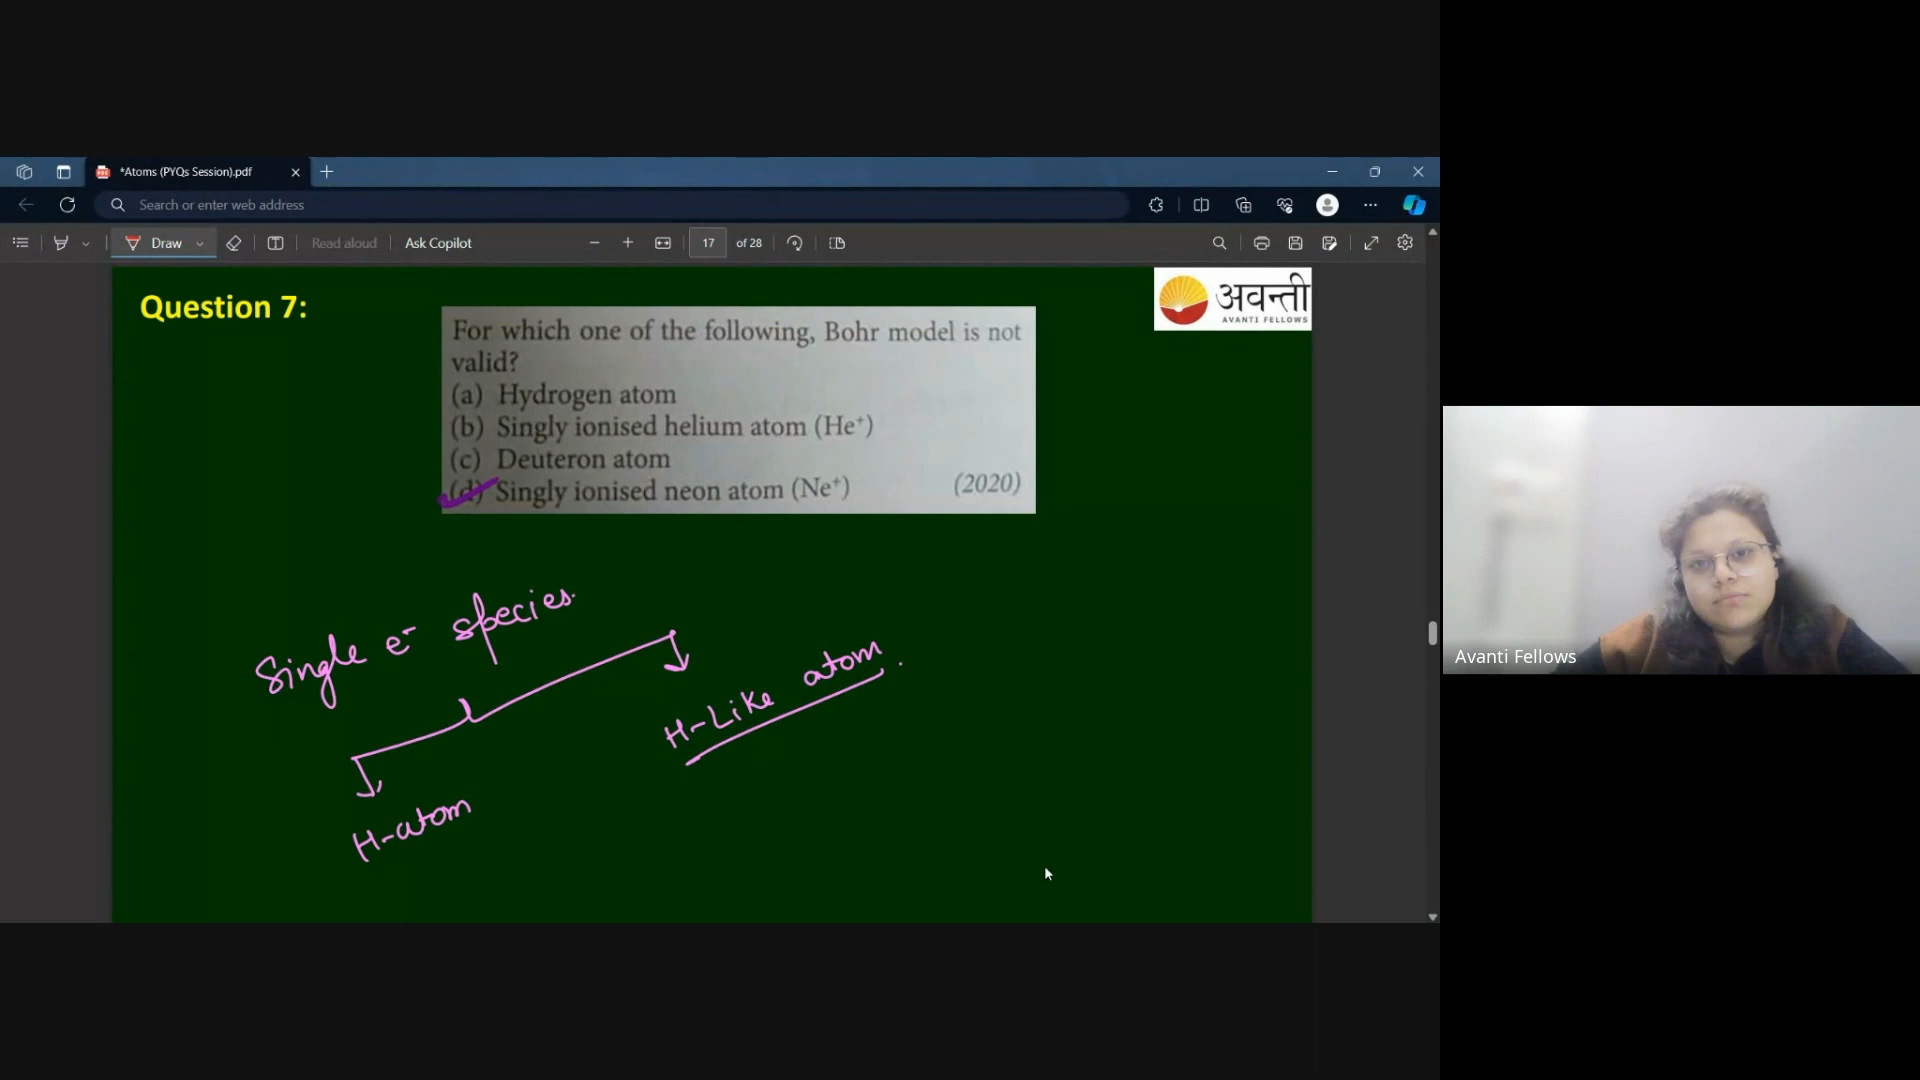 *Atoms (PYQs Session).pdf
Search or enter web address
Draw
Read aloud
Ask Copilot
17
of 28
Question 7:
अवन्ती
AVANTI FELLOWS
For which one of the following, Bohr model is not
valid?
(a) Hydrogen atom
(b) Singly ionised helium atom (He⁺)
(c) Deuteron atom
(d) Singly ionised neon atom (Ne⁺) (2020)
Single e⁻ species.
H-Like atom.
H-atom
Avanti Fellows